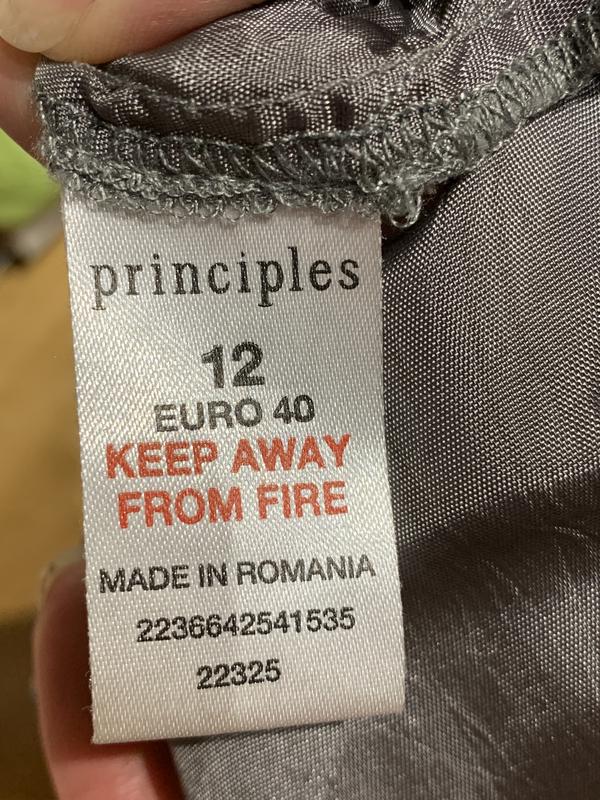 principles
12
EURO 40
KEEP AWAY
FROM FIRE
MADE IN ROMANIA
2236642541535
22325